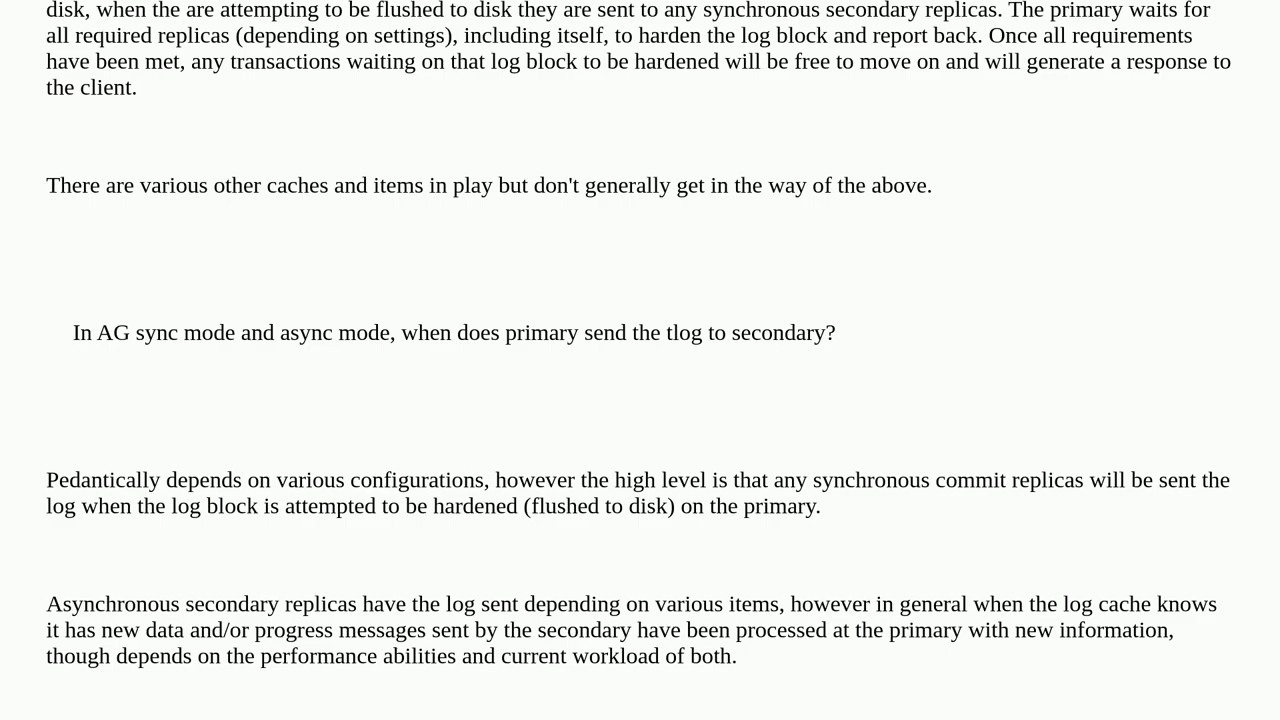 disk, when the are attempting to be flushed to disk they are sent to any synchronous secondary replicas. The primary waits for
all required replicas (depending on settings), including itself, to harden the log block and report back. Once all requirements
have been met, any transactions waiting on that log block to be hardened will be free to move on and will generate a response to
the client.
There are various other caches and items in play but don't generally get in the way of the above.
In AG sync mode and async mode, when does primary send the tlog to secondary?
Pedantically depends on various configurations, however the high level is that any synchronous commit replicas will be sent the
log when the log block is attempted to be hardened (flushed to disk) on the primary.
Asynchronous secondary replicas have the log sent depending on various items, however in general when the log cache knows
it has new data and/or progress messages sent by the secondary have been processed at the primary with new information,
though depends on the performance abilities and current workload of both.